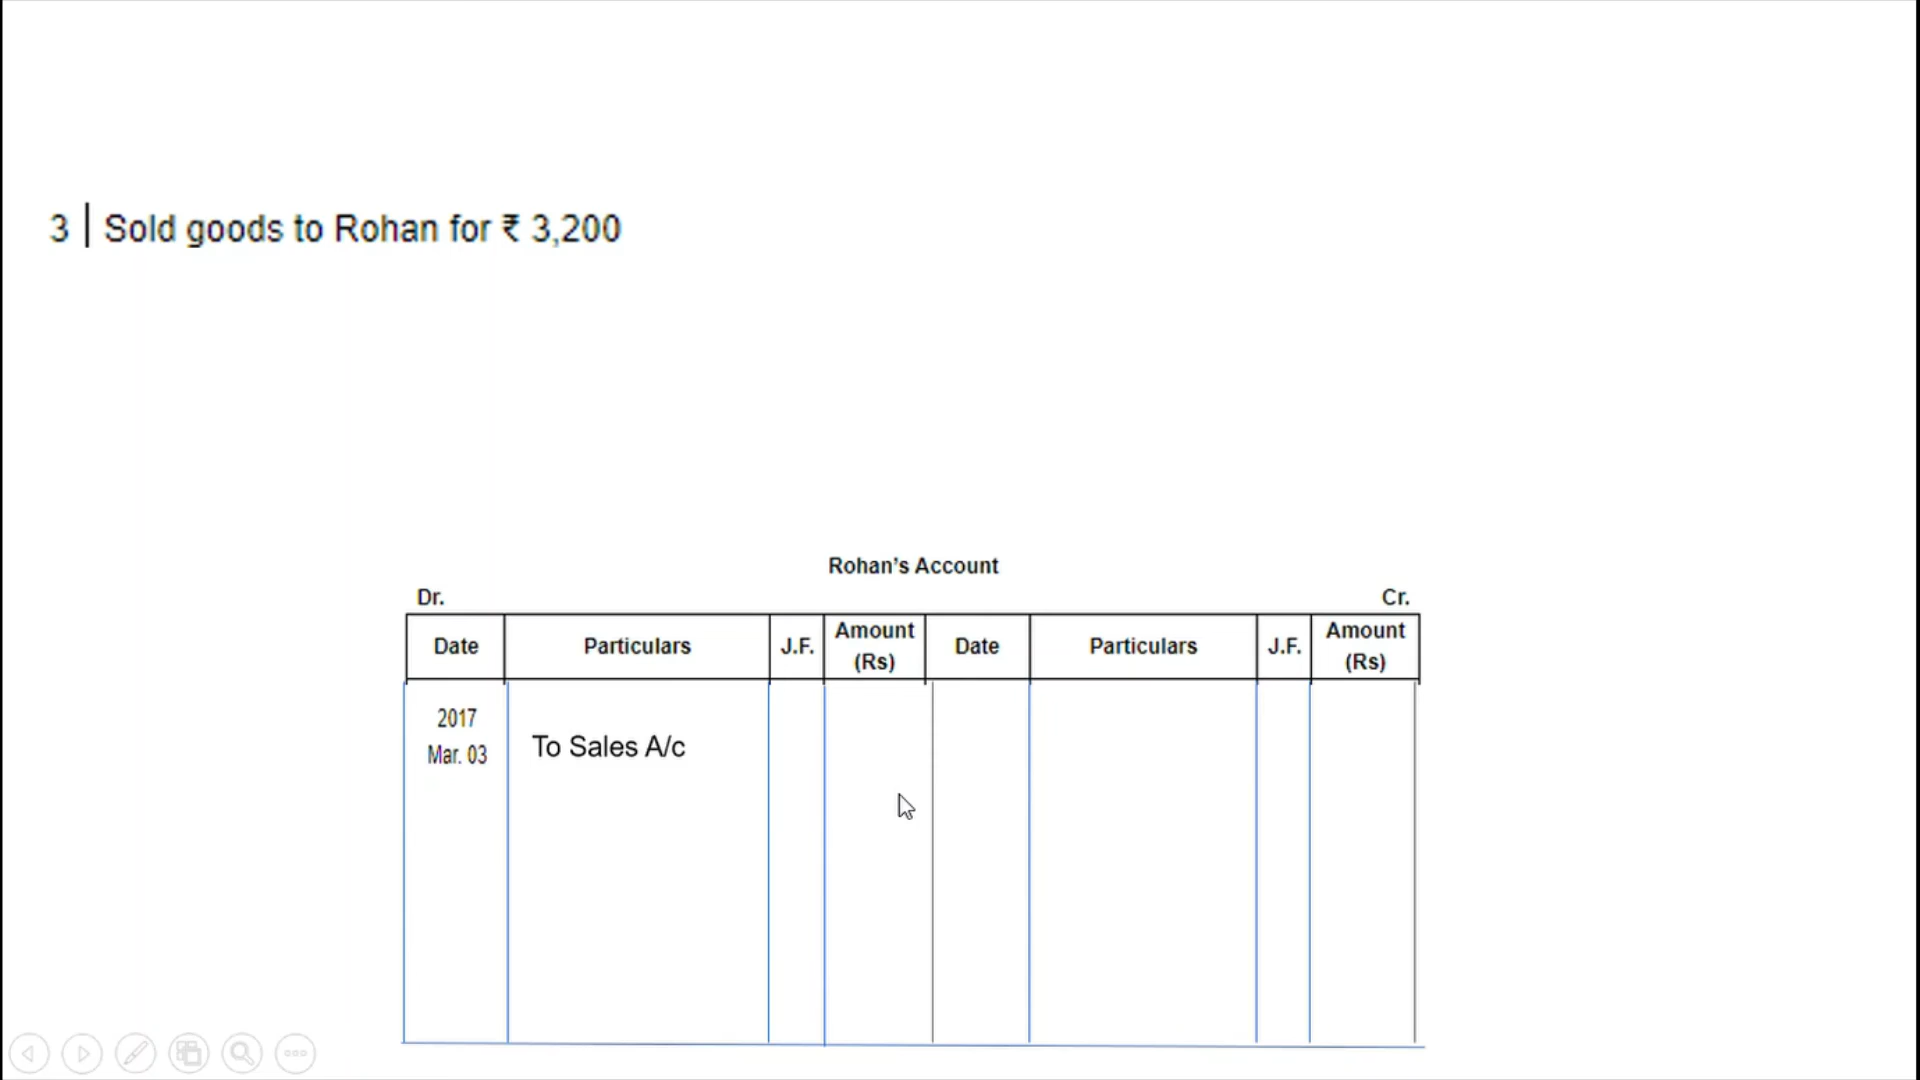 3 | Sold goods to Rohan for ₹ 3,200
Rohan's Account
Dr. Cr.
Date Particulars J.F. Amount (Rs) Date Particulars J.F. Amount (Rs)
2017
Mar. 03 To Sales A/c